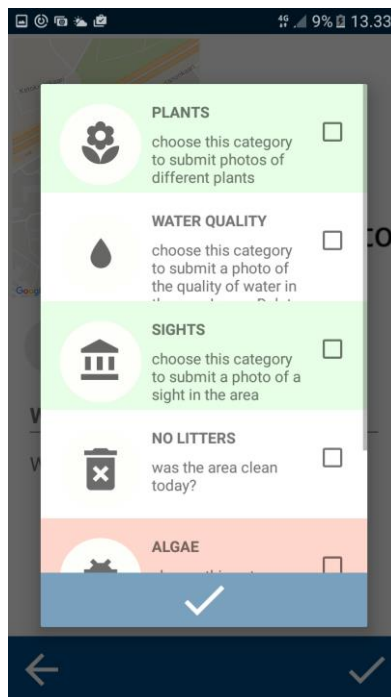 4G 9% 13.33
PLANTS
choose this category
to submit photos of
different plants
WATER QUALITY
choose this category
to submit a photo of
the quality of water in
SIGHTS
choose this category
to submit a photo of a
sight in the area
NO LITTERS
was the area clean
today?
ALGAE